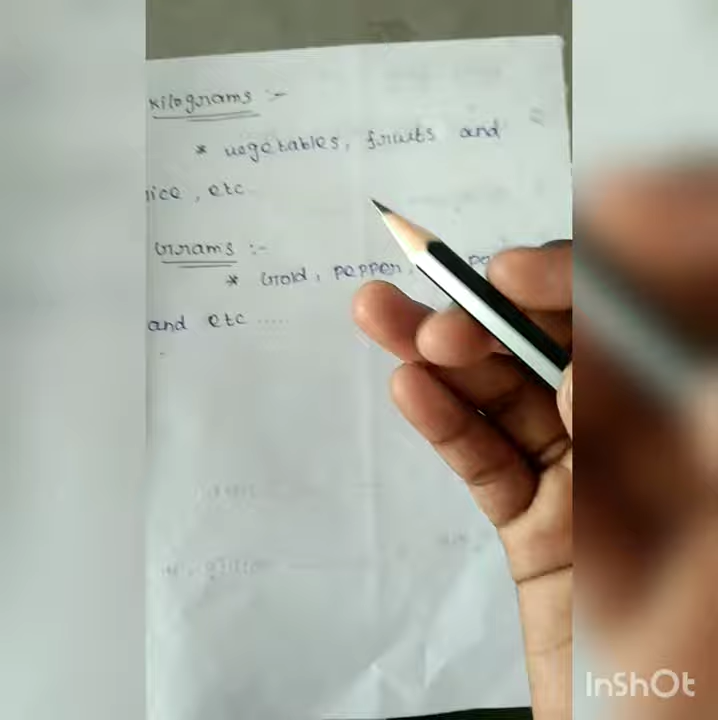 Kilograms :-
* vegetables, fruits and
rice, etc
Grams :-
* Gold, pepper,
and etc .....
InShOt